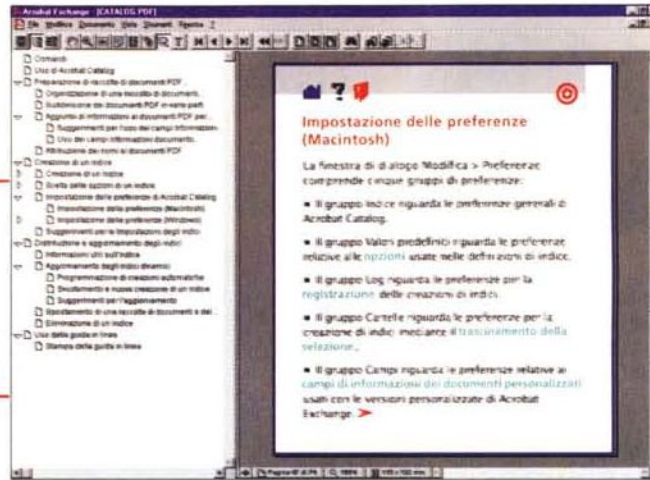 Acrobat Exchange - [CATALOG.PDF]
File Modifica Documento Vista Strumenti Finestra ?
Comandi
Uso di Acrobat Catalog
Preparazione di raccolte di documenti PDF
Organizzazione di una raccolta di documenti
Suddivisione dei documenti PDF in varie parti
Aggiunta di informazioni ai documenti PDF per...
Suggerimenti per l'uso dei campi Informazioni
Uso dei campi informazioni documento
Attribuzione dei nomi ai documenti PDF
Creazione di un indice
Creazione di un indice
Scelta delle opzioni di un indice
Impostazione delle preferenze di Acrobat Catalog
Impostazione delle preferenze (Macintosh)
Impostazione delle preferenze (Windows)
Suggerimenti per le impostazioni degli indici
Distribuzione e aggiornamento degli indici
Informazioni utili sull'indice
Aggiornamento degli indici dinamici
Programmazione di creazioni automatiche
Svuotamento e nuova creazione di un indice
Suggerimenti per l'aggiornamento
Spostamento di una raccolta di documenti e del...
Eliminazione di un indice
Uso della guida in linea
Stampa della guida in linea
?
Impostazione delle preferenze
(Macintosh)
La finestra di dialogo Modifica > Preferenze
comprende cinque gruppi di preferenze:
▪ Il gruppo Indice riguarda le preferenze generali di
Acrobat Catalog.
▪ Il gruppo Valori predefiniti riguarda le preferenze
relative alle opzioni usate nelle definizioni di indice.
▪ Il gruppo Log riguarda le preferenze per la
registrazione delle creazioni di indici.
▪ Il gruppo Cartelle riguarda le preferenze per la
creazione di indici mediante il trascinamento della
selezione.
▪ Il gruppo Campi riguarda le preferenze relative ai
campi di informazioni dei documenti personalizzati
usati con le versioni personalizzate di Acrobat
Exchange.